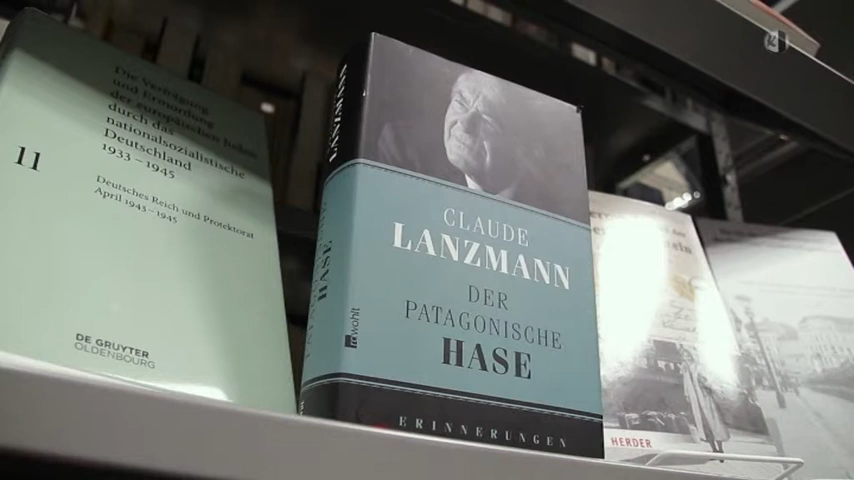 Die Verfolgung
und Ermordung
der europäischen Juden
durch das
nationalsozialistische
Deutschland
1933 – 1945
11
Deutsches Reich und Protektorat
April 1943–1945
DE GRUYTER
OLDENBOURG
LANZMANN
HASE
rowohlt
CLAUDE
LANZMANN
DER
PATAGONISCHE
HASE
ERINNERUNGEN
der
HERDER